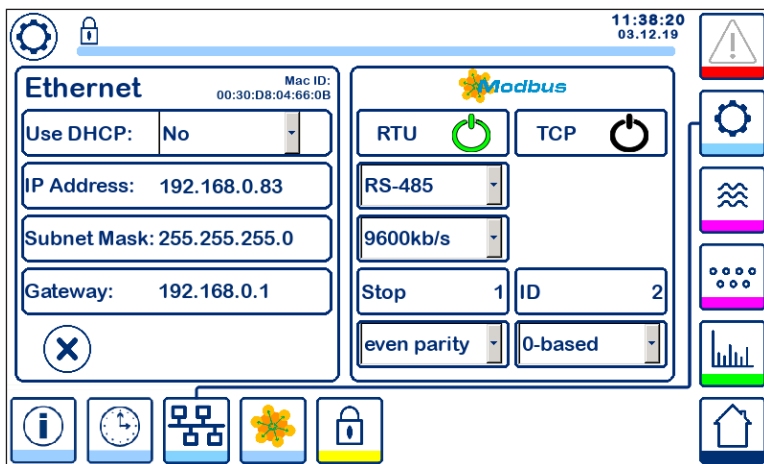 11:38:20
03.12.19
Ethernet
Mac ID:
00:30:D8:04:66:0B
Use DHCP: No
IP Address: 192.168.0.83
Subnet Mask: 255.255.255.0
Gateway: 192.168.0.1
Modbus
RTU
TCP
RS-485
9600kb/s
Stop 1
ID 2
even parity
0-based